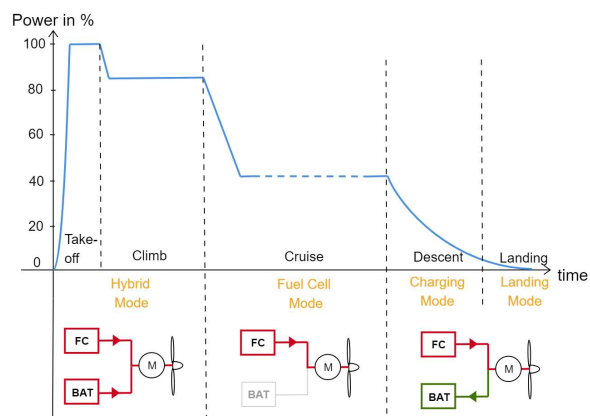 Power in %
100
80
60
40
20
0
Take-
off
Climb
Cruise
Descent
Landing
time
Hybrid
Mode
Fuel Cell
Mode
Charging
Mode
Landing
Mode
FC
BAT
M
FC
BAT
M
FC
BAT
M